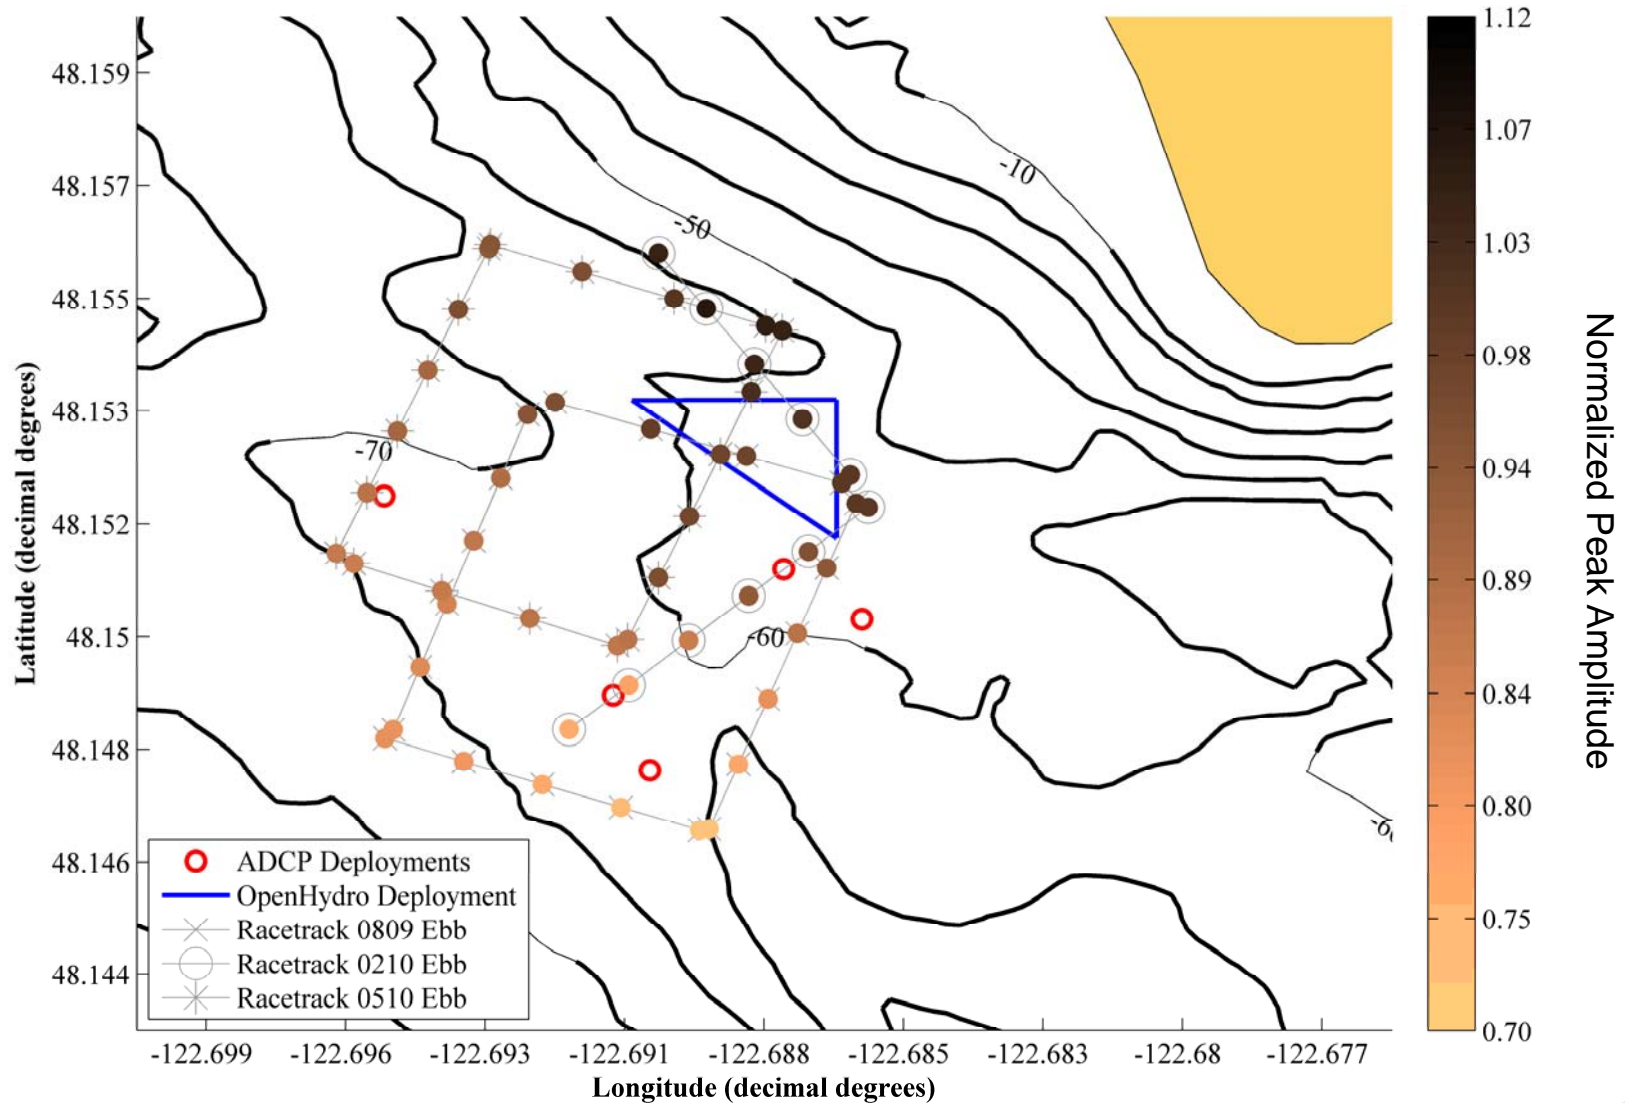 48.159
48.157
48.155
48.153
48.152
48.15
48.148
48.146
48.144
Latitude (decimal degrees)
-10
-50
-70
-60
-60
ADCP Deployments
OpenHydro Deployment
Racetrack 0809 Ebb
Racetrack 0210 Ebb
Racetrack 0510 Ebb
-122.699 -122.696 -122.693 -122.691 -122.688 -122.685 -122.683 -122.68 -122.677
Longitude (decimal degrees)
1.12
1.07
1.03
0.98
0.94
0.89
0.84
0.80
0.75
0.70
Normalized Peak Amplitude